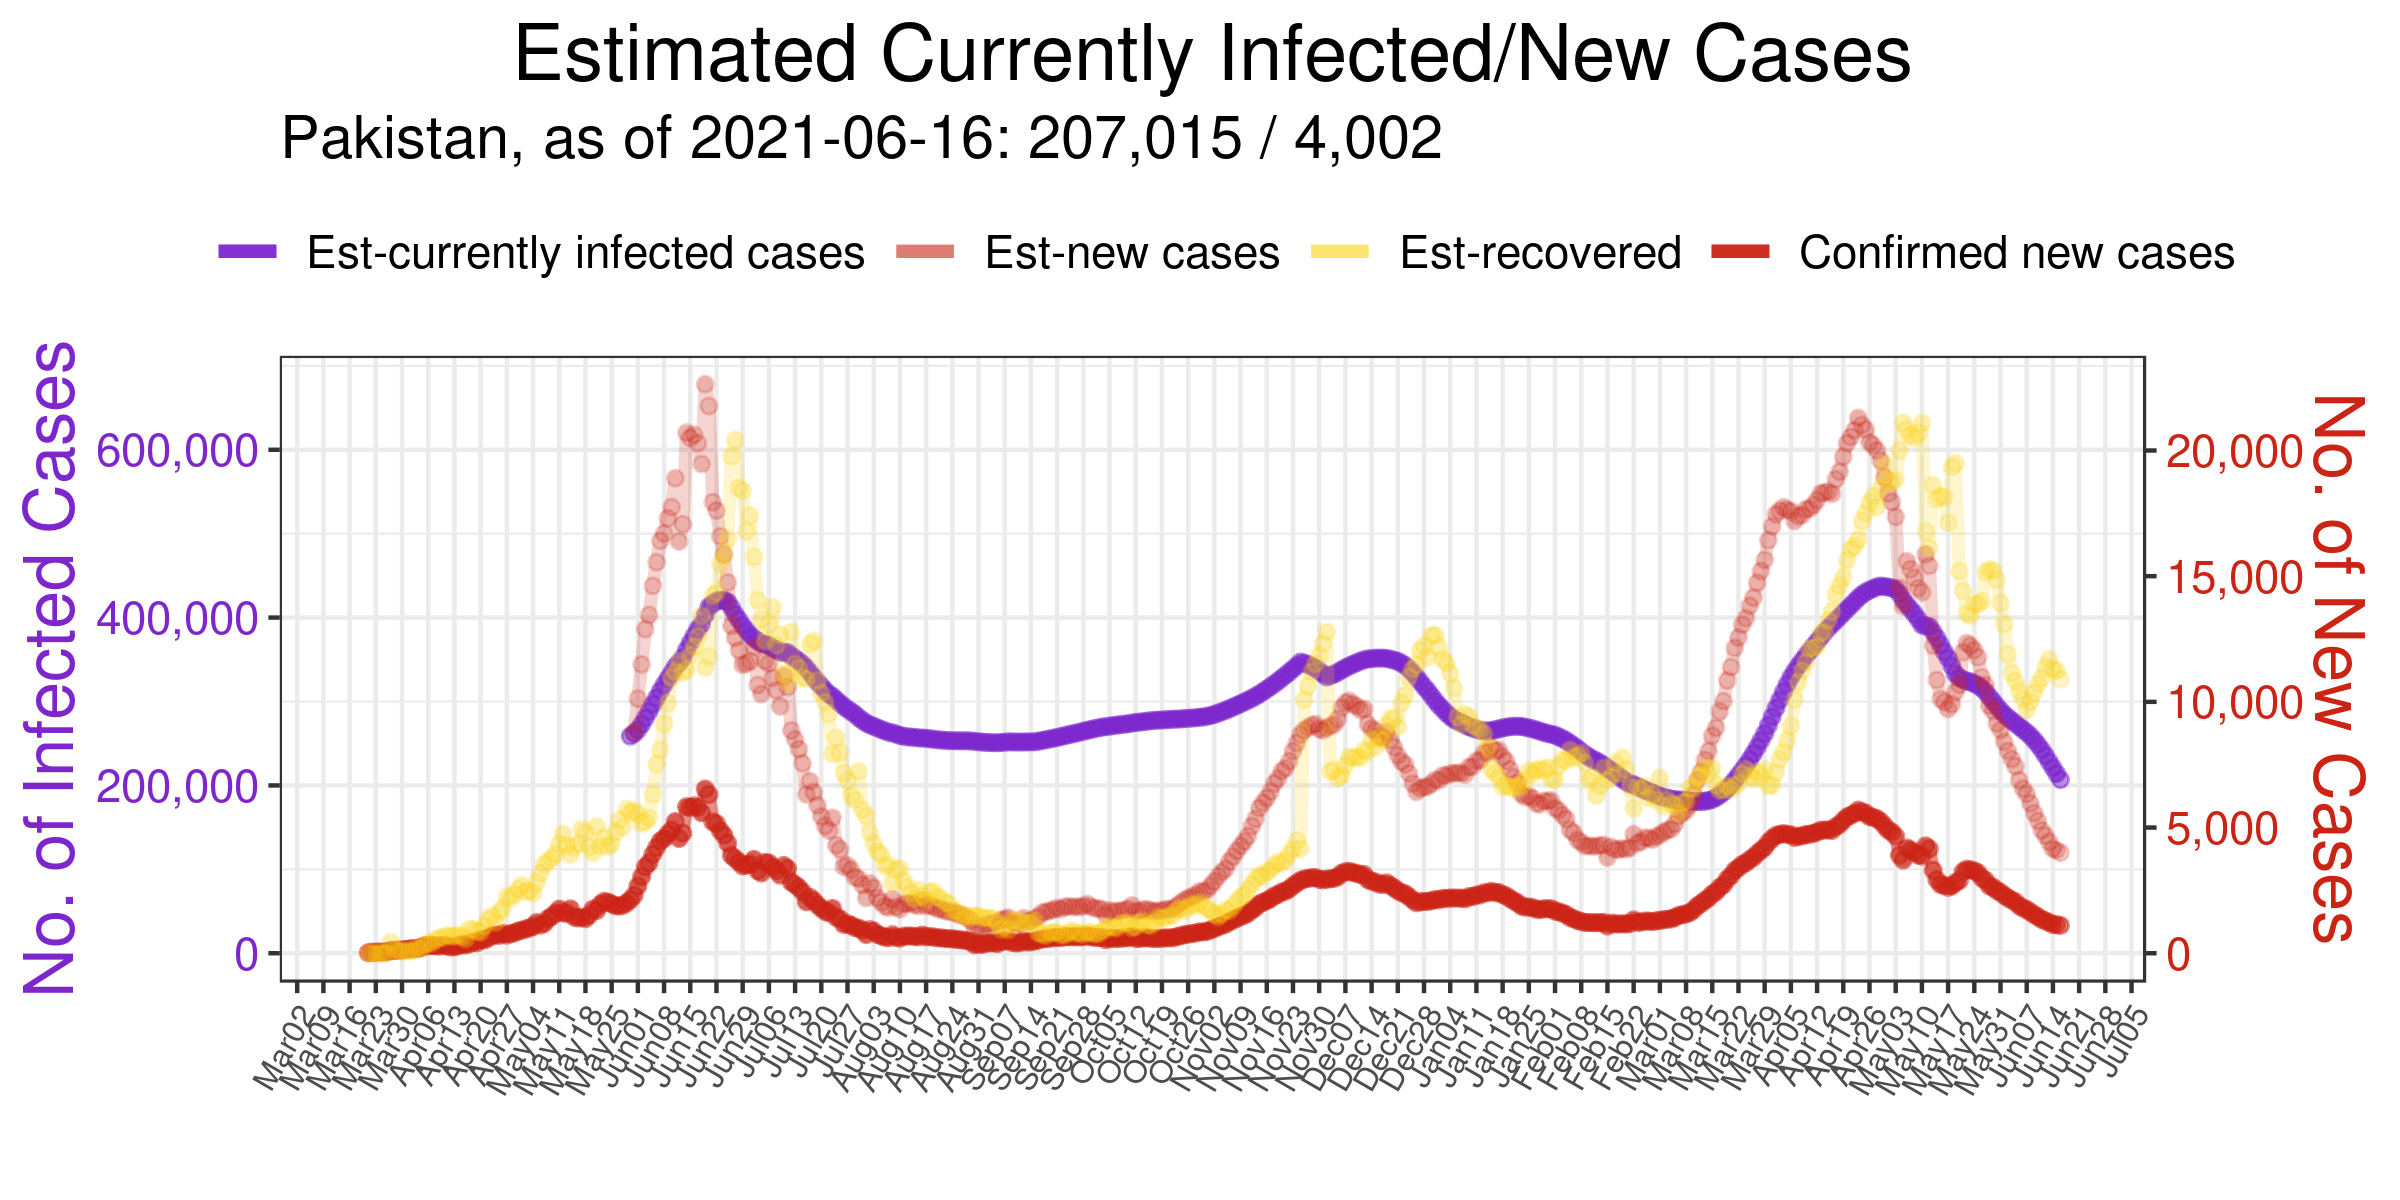 Estimated Currently Infected/New Cases
Pakistan, as of 2021-06-16: 207,015 / 4,002
Est-currently infected cases Est-new cases Est-recovered Confirmed new cases
No. of Infected Cases
600,000
400,000
200,000
0
20,000
15,000
10,000
5,000
0
No. of New Cases
Mar02
Mar09
Mar16
Mar23
Mar30
Apr06
Apr13
Apr20
Apr27
May04
May11
May18
May25
Jun01
Jun08
Jun15
Jun22
Jun29
Jul06
Jul13
Jul20
Jul27
Aug03
Aug10
Aug17
Aug24
Aug31
Sep07
Sep14
Sep21
Sep28
Oct05
Oct12
Oct19
Oct26
Nov02
Nov09
Nov16
Nov23
Nov30
Dec07
Dec14
Dec21
Dec28
Jan04
Jan11
Jan18
Jan25
Feb01
Feb08
Feb15
Feb22
Mar01
Mar08
Mar15
Mar22
Mar29
Apr05
Apr12
Apr19
Apr26
May03
May10
May17
May24
May31
Jun07
Jun14
Jun21
Jun28
Jul05